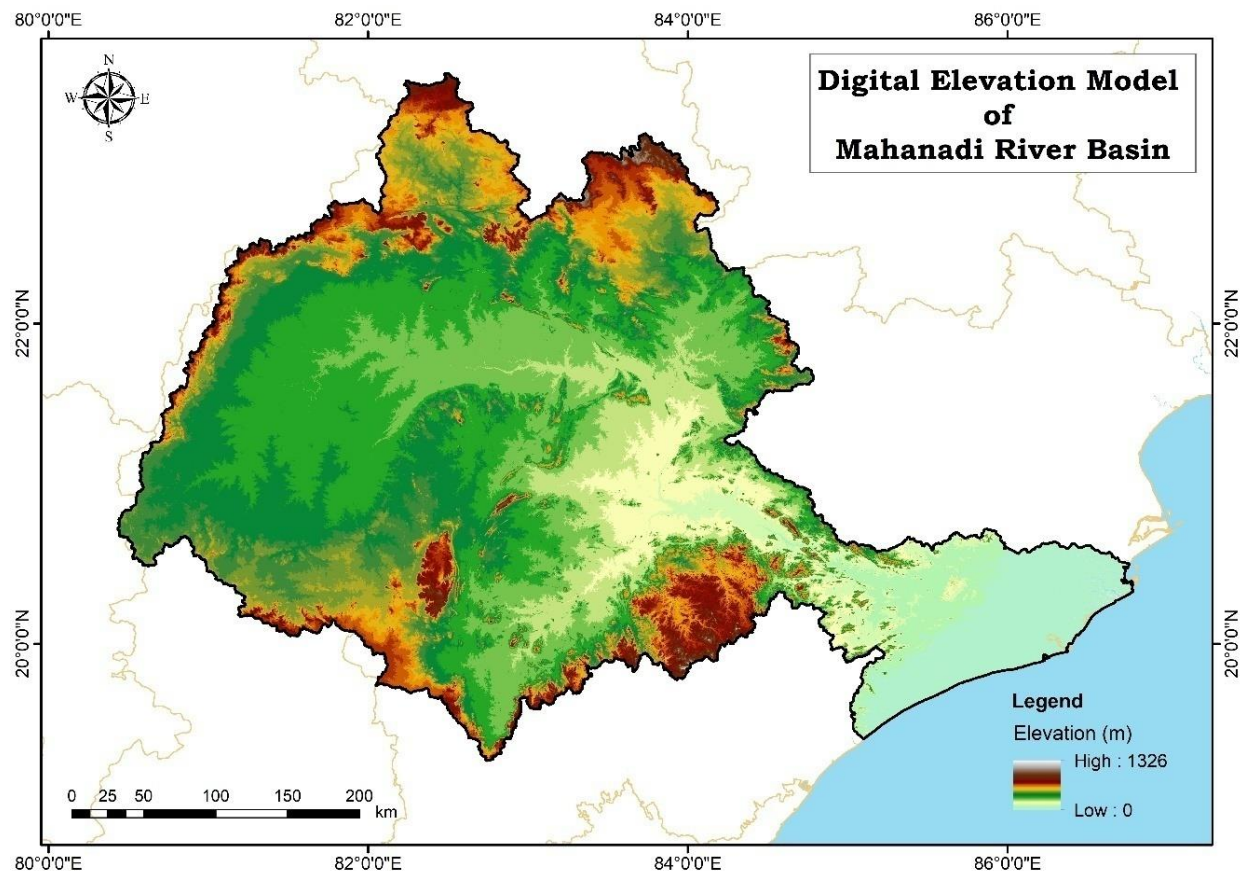 80°0'0"E
82°0'0"E
84°0'0"E
86°0'0"E
N
W
E
S
Digital Elevation Model
of
Mahanadi River Basin
22°0'0"N
22°0'0"N
20°0'0"N
20°0'0"N
Legend
Elevation (m)
High : 1326
Low : 0
0 25 50 100 150 200
km
80°0'0"E
82°0'0"E
84°0'0"E
86°0'0"E